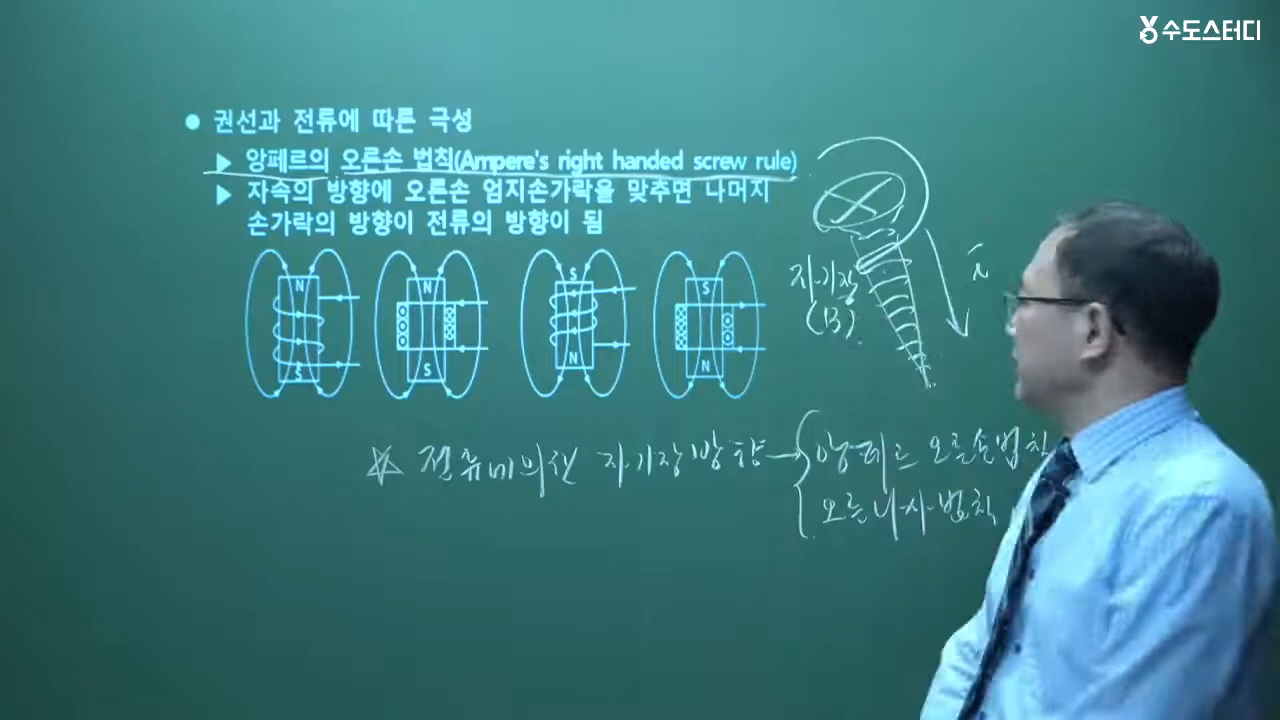 수도스터디
● 권선과 전류에 따른 극성
▶ 앙페르의 오른손 법칙(Ampere's right handed screw rule)
▶ 자속의 방향에 오른손 엄지손가락을 맞추면 나머지
손가락의 방향이 전류의 방향이 됨
N
S
N
S
S
N
S
N
자기장
(B)
i
※ 전류에의한 자기장방향→
앙페르 오른손법칙
오른나사법칙